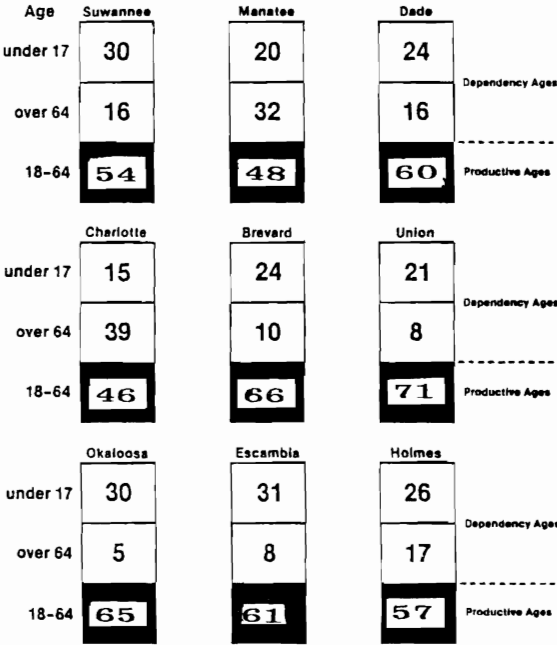 Age Suwannee Manatee Dade
under 17 30 20 24
Dependency Ages
over 64 16 32 16
18-64 54 48 60 Productive Ages
Charlotte Brevard Union
under 17 15 24 21
Dependency Ages
over 64 39 10 8
18-64 46 66 71 Productive Ages
Okaloosa Escambia Holmes
under 17 30 31 26
Dependency Ages
over 64 5 8 17
18-64 65 61 57 Productive Ages